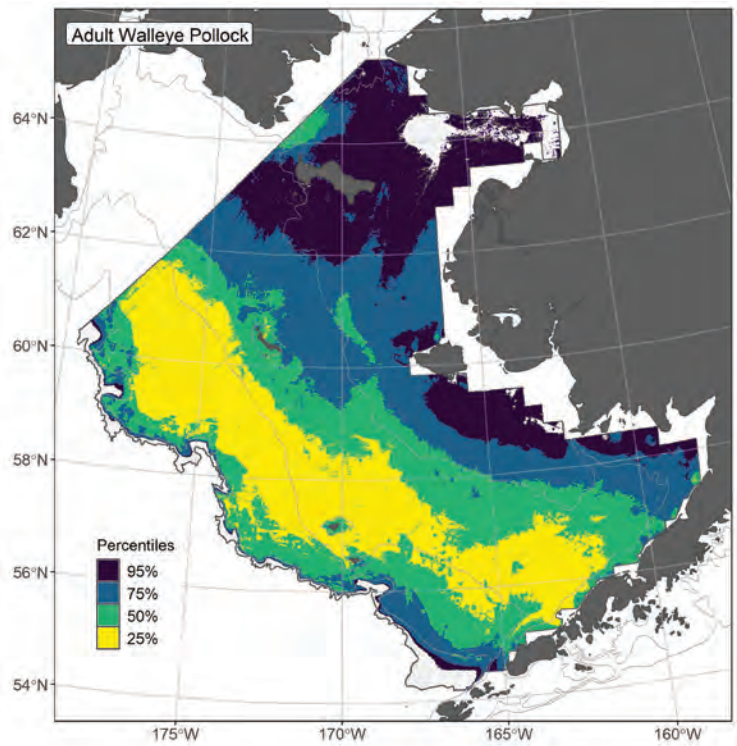 Adult Walleye Pollock
64°N
62°N
60°N
58°N
56°N
54°N
Percentiles
95%
75%
50%
25%
175°W
170°W
165°W
160°W